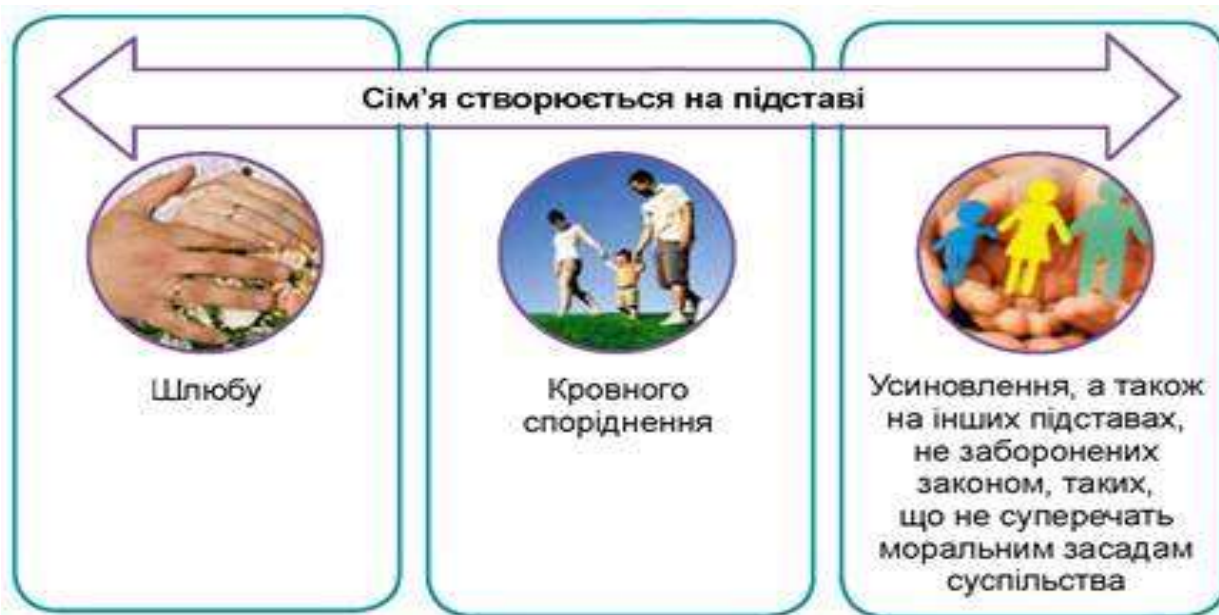 Сім’я створюється на підставі
Шлюбу
Кровного
споріднення
Усиновлення, а також
на інших підставах,
не заборонених
законом, таких,
що не суперечать
моральним засадам
суспільства